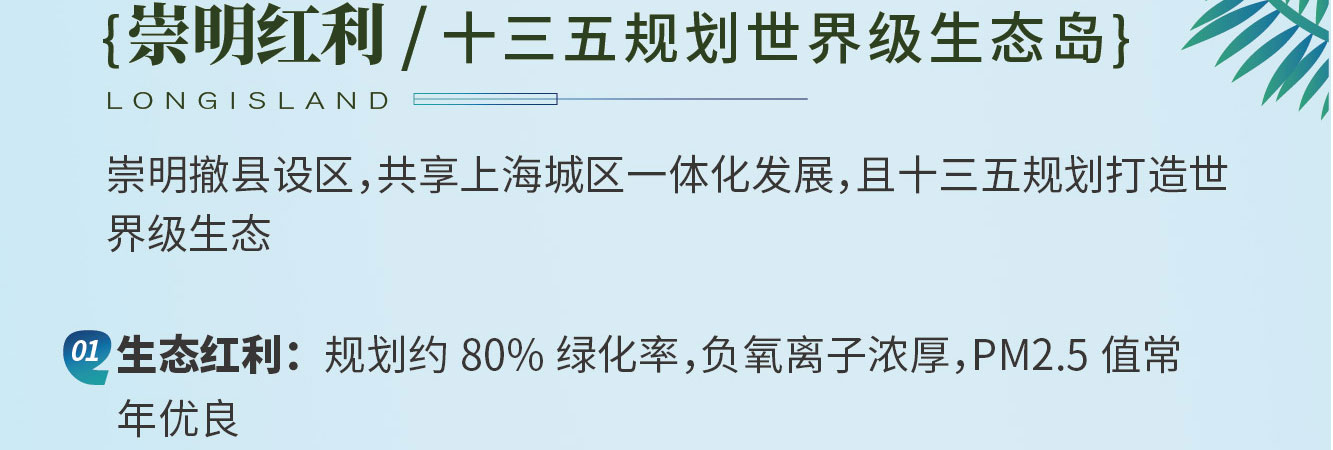 {崇明红利/十三五规划世界级生态岛}
LONGISLAND
崇明撤县设区,共享上海城区一体化发展,且十三五规划打造世
界级生态
01 生态红利：规划约 80% 绿化率,负氧离子浓厚,PM2.5 值常
年优良